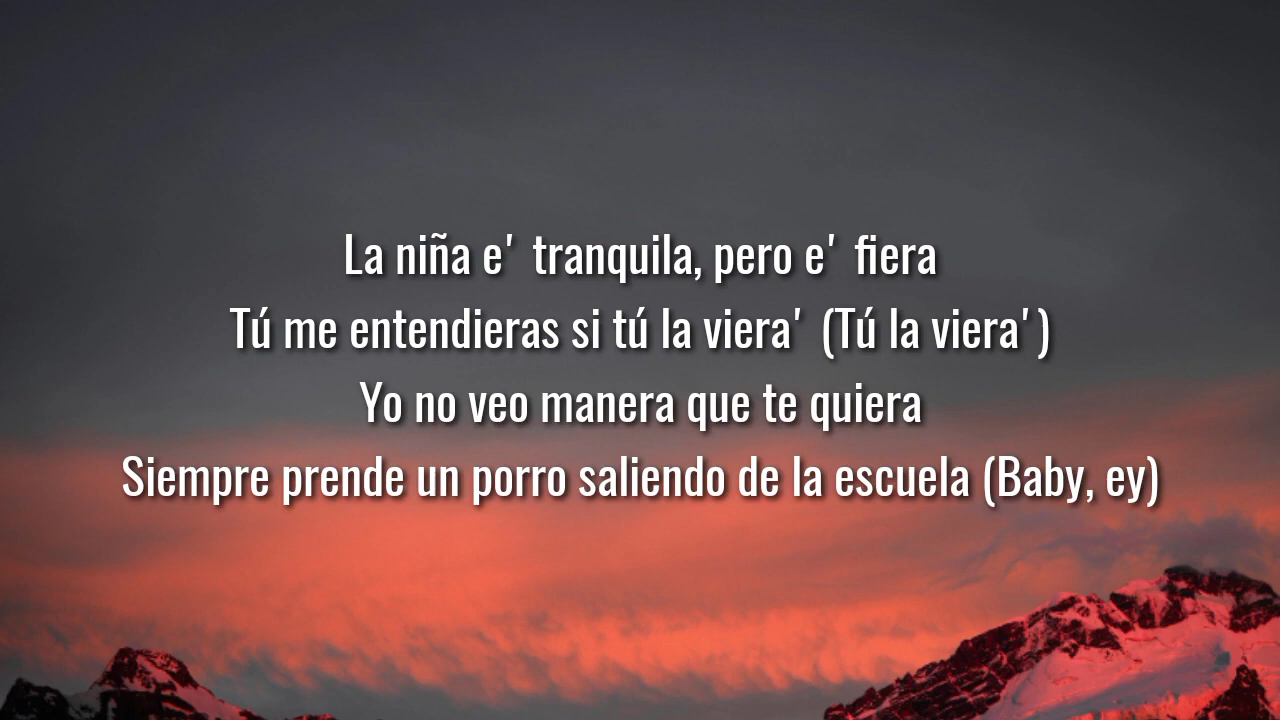 La niña e' tranquila, pero e' fiera
Tú me entendieras si tú la viera' (Tú la viera')
Yo no veo manera que te quiera
Siempre prende un porro saliendo de la escuela (Baby, ey)